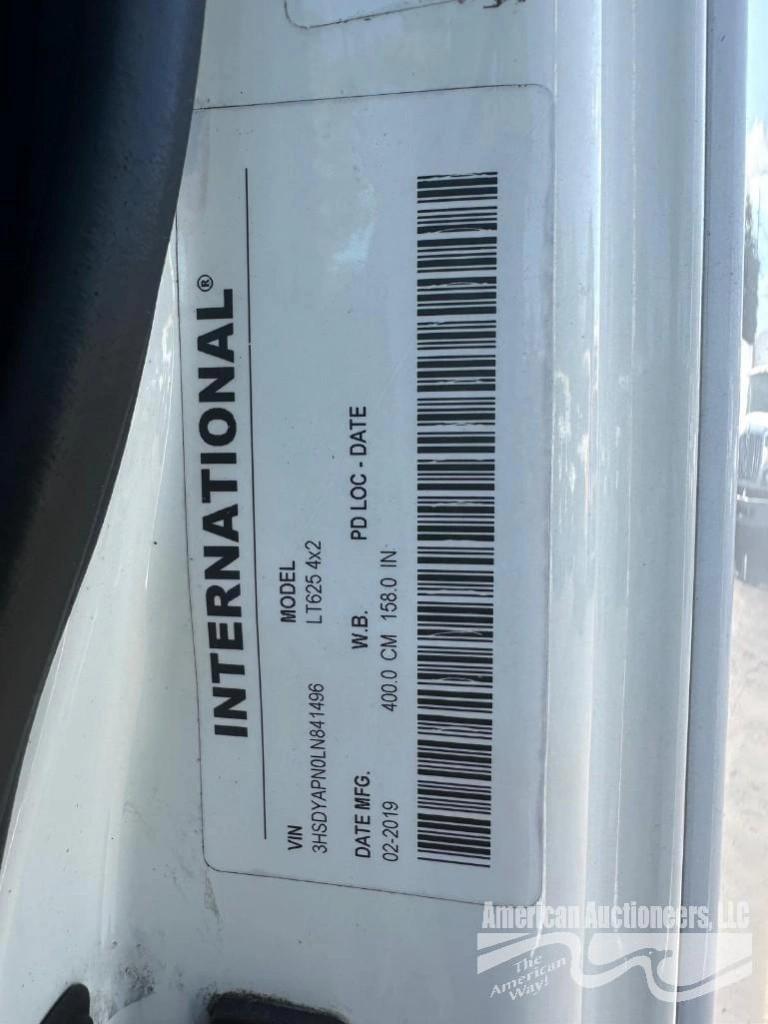 INTERNATIONAL®
VIN MODEL
3HSDYAPN0LN841496 LT625 4x2
DATE MFG. W.B. PD LOC - DATE
02-2019 400.0 CM 158.0 IN
American Auctioneers, LLC
The
American
Way!